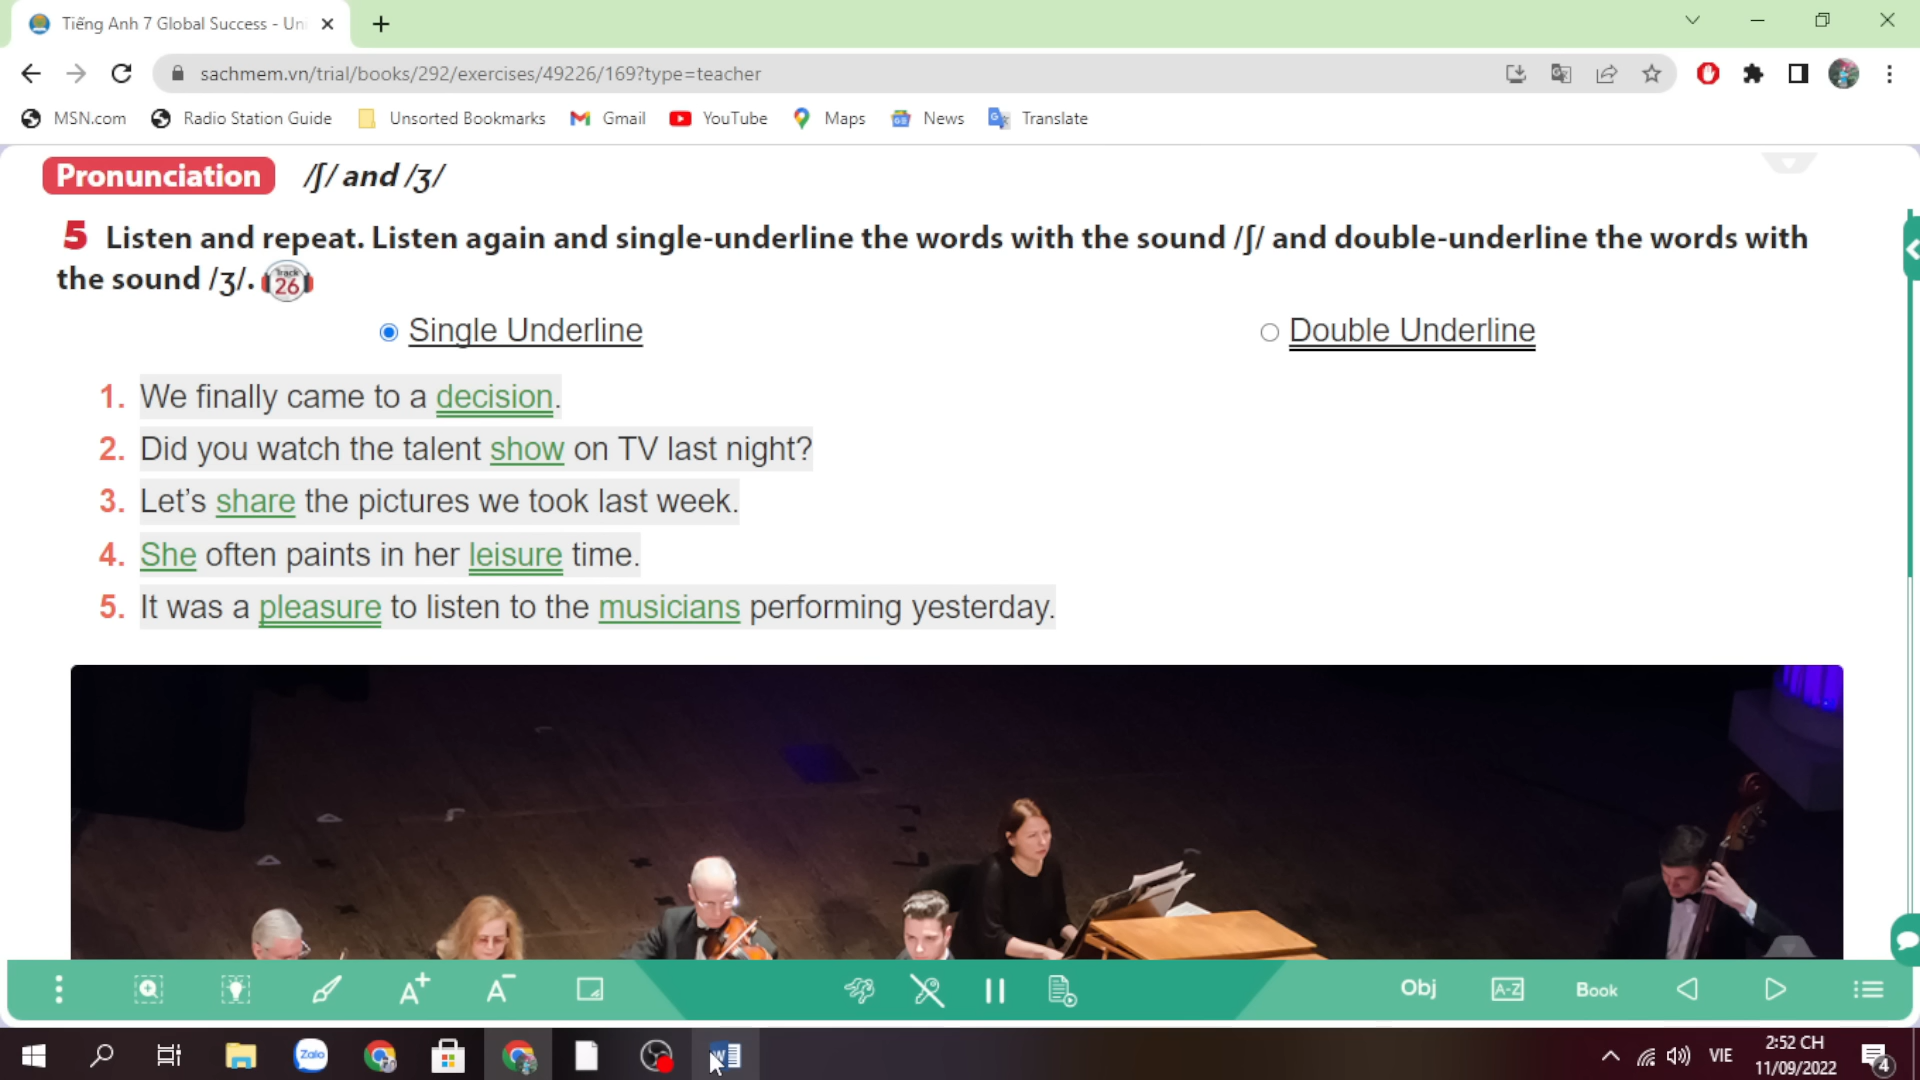 Tiếng Anh 7 Global Success - Un
sachmem.vn/trial/books/292/exercises/49226/169?type=teacher
MSN.com Radio Station Guide Unsorted Bookmarks Gmail YouTube Maps News Translate
Pronunciation /ʃ/ and /ʒ/
5 Listen and repeat. Listen again and single-underline the words with the sound /ʃ/ and double-underline the words with
the sound /ʒ/. Track 26
Single Underline Double Underline
1. We finally came to a decision.
2. Did you watch the talent show on TV last night?
3. Let’s share the pictures we took last week.
4. She often paints in her leisure time.
5. It was a pleasure to listen to the musicians performing yesterday.
A+ A- Obj A-Z Book
Zalo W VIE 2:52 CH
11/09/2022 4